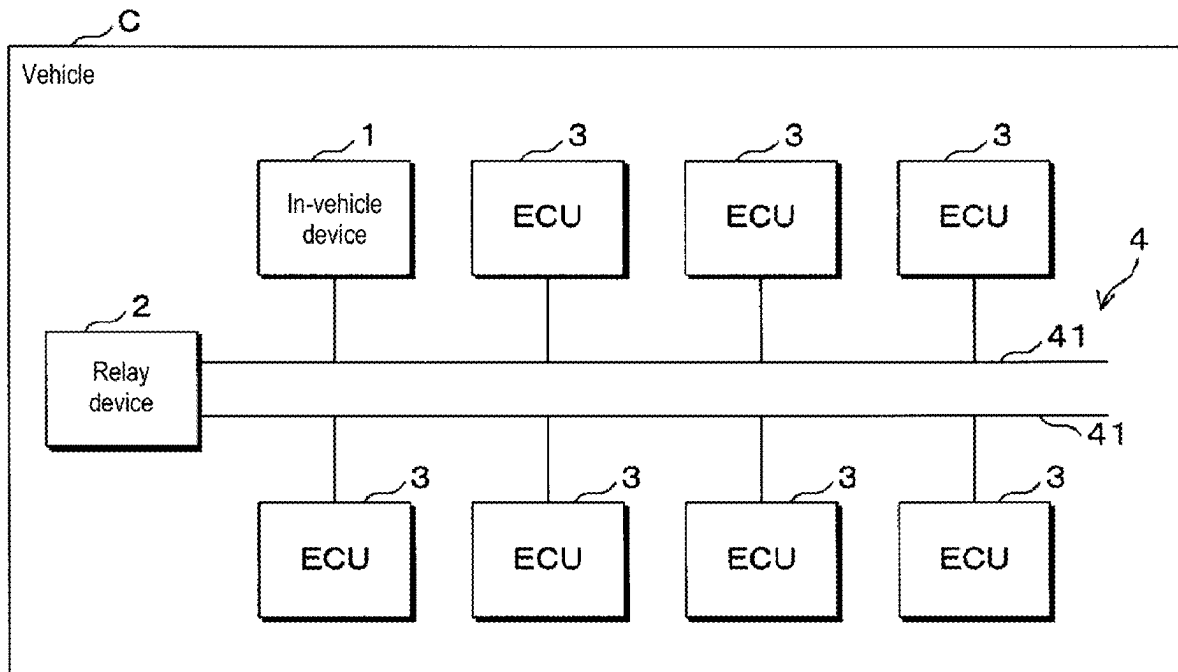 C
Vehicle
1
3
3
3
In-vehicle
device
ECU
ECU
ECU
4
2
Relay
device
41
41
3
3
3
3
ECU
ECU
ECU
ECU